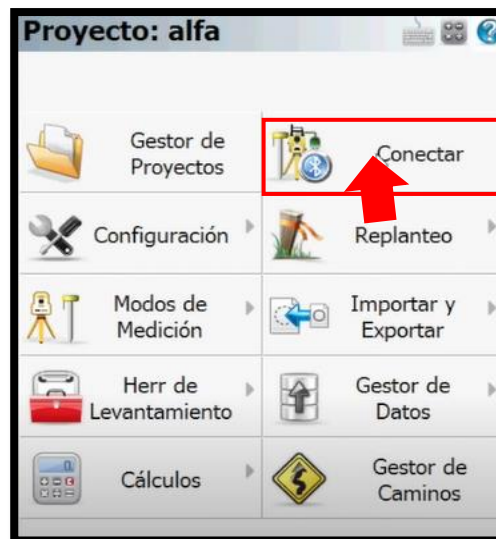 Proyecto: alfa
Gestor de
Proyectos
Conectar
Configuración
Replanteo
Modos de
Medición
Importar y
Exportar
Herr de
Levantamiento
Gestor de
Datos
Cálculos
Gestor de
Caminos